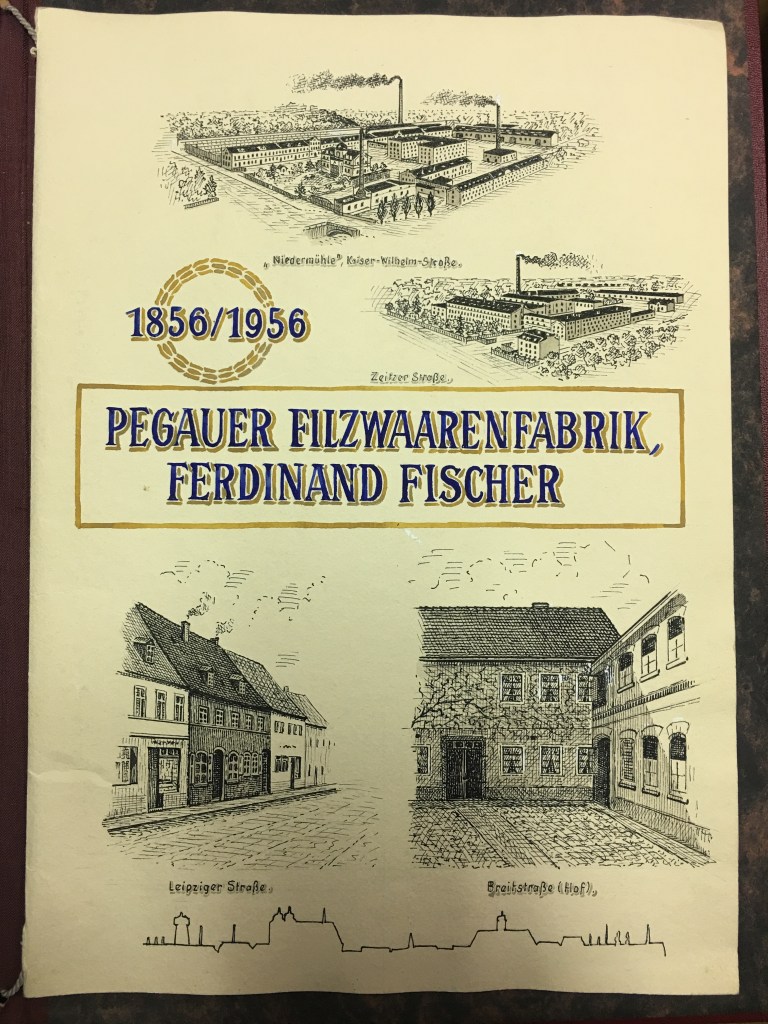 „Niedermühle“, Kaiser-Wilhelm-Straße.
1856/1956
Zeitzer Straße.
PEGAUER FILZWAARENFABRIK,
FERDINAND FISCHER
Leipziger Straße.
Breitstraße (Hof).